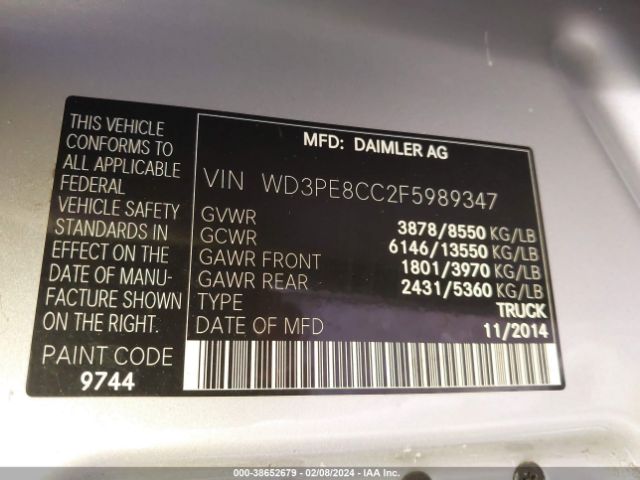 THIS VEHICLE
CONFORMS TO
ALL APPLICABLE
FEDERAL
VEHICLE SAFETY
STANDARDS IN
EFFECT ON THE
DATE OF MANU-
FACTURE SHOWN
ON THE RIGHT.
PAINT CODE
9744
MFD: DAIMLER AG
VIN WD3PE8CC2F5989347
GVWR 3878/8550 KG/LB
GCWR 6146/13550 KG/LB
GAWR FRONT 1801/3970 KG/LB
GAWR REAR 2431/5360 KG/LB
TYPE TRUCK
DATE OF MFD 11/2014
000-38652679 - 02/08/2024 - IAA Inc.